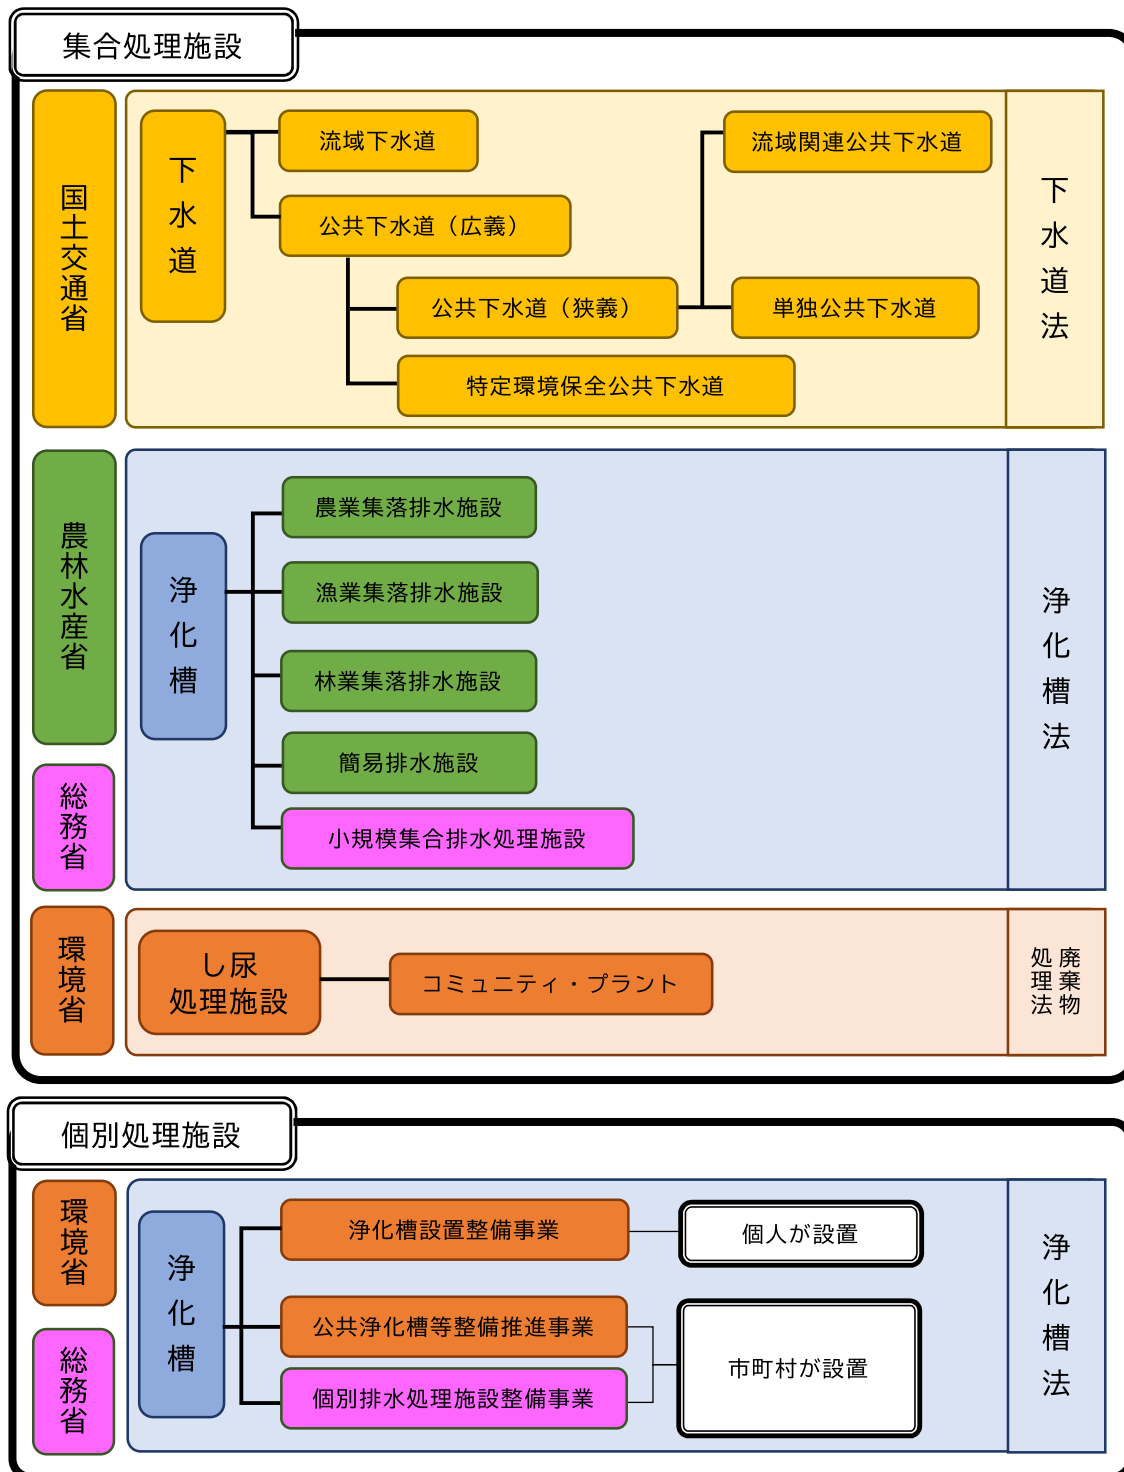 集合処理施設
国土交通省
下水道
流域下水道
公共下水道（広義）
公共下水道（狭義）
特定環境保全公共下水道
流域関連公共下水道
単独公共下水道
下水道法
農林水産省
総務省
浄化槽
農業集落排水施設
漁業集落排水施設
林業集落排水施設
簡易排水施設
小規模集合排水処理施設
浄化槽法
環境省
し尿
処理施設
コミュニティ・プラント
廃棄物
処理法
個別処理施設
環境省
総務省
浄化槽
浄化槽設置整備事業
公共浄化槽等整備推進事業
個別排水処理施設整備事業
個人が設置
市町村が設置
浄化槽法